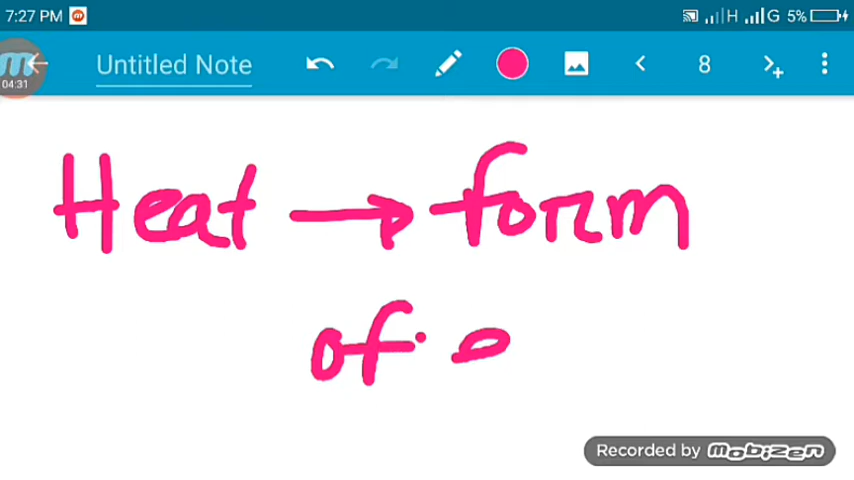 7:27 PM H G 5%
04:31 Untitled Note 8
Heat → form
of e
Recorded by mobizen